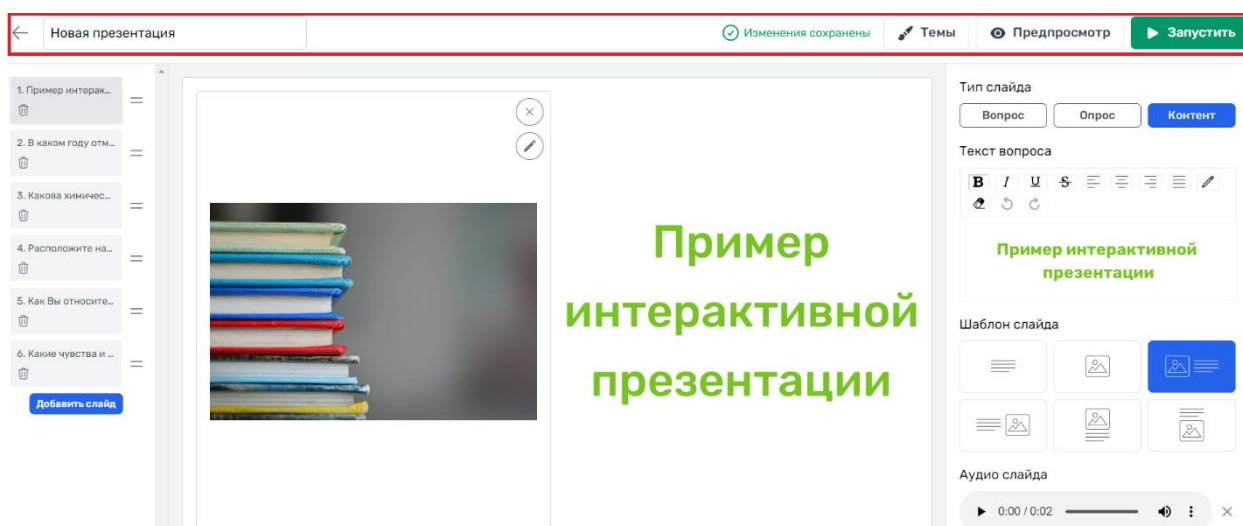 Новая презентация
Изменения сохранены
Темы
Предпросмотр
Запустить
1. Пример интерак...
2. В каком году отм...
3. Какова химичес...
4. Расположите на...
5. Как Вы относите...
6. Какие чувства и ...
Добавить слайд
Пример
интерактивной
презентации
Тип слайда
Вопрос
Опрос
Контент
Текст вопроса
B I U S
Пример интерактивной
презентации
Шаблон слайда
Аудио слайда
0:00 / 0:02